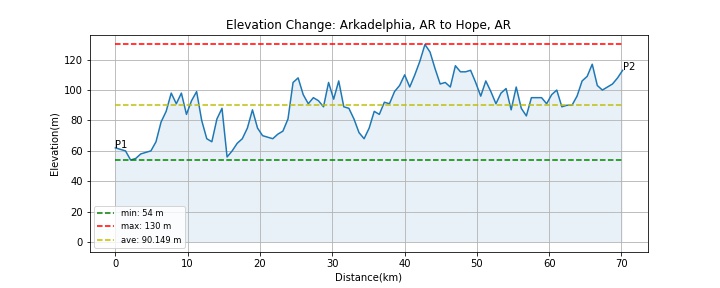 Elevation Change: Arkadelphia, AR to Hope, AR
Elevation(m)
120
100
80
60
40
20
0
P1
P2
min: 54 m
max: 130 m
ave: 90.149 m
0 10 20 30 40 50 60 70
Distance(km)